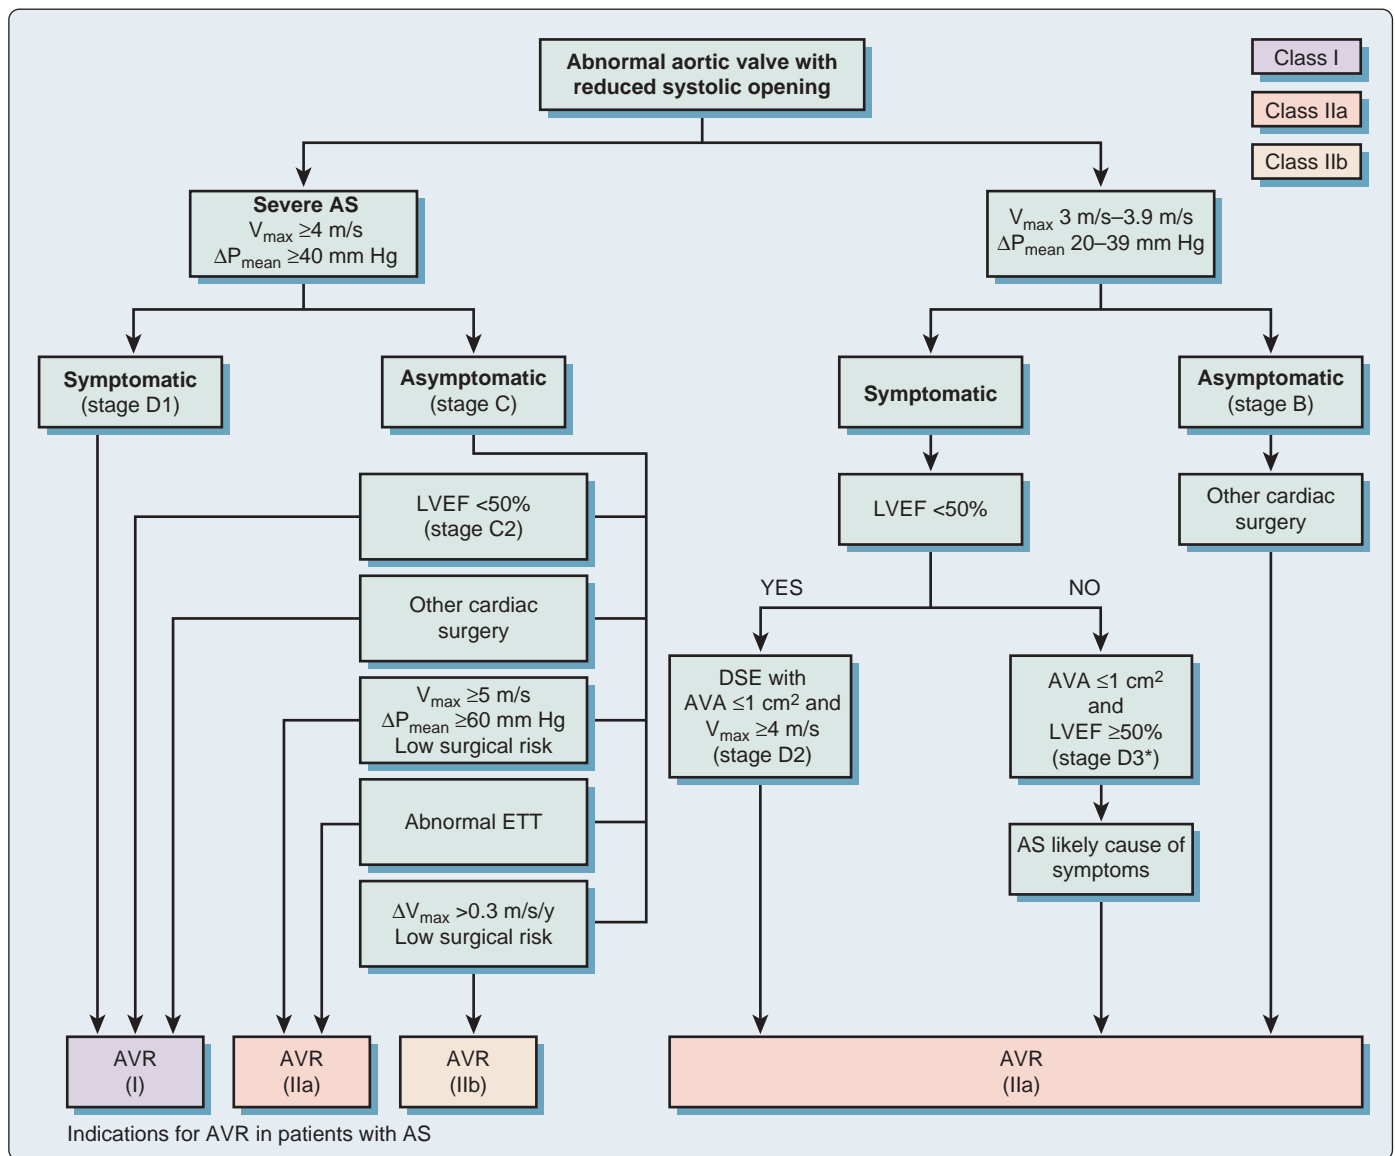 Abnormal aortic valve with
reduced systolic opening
Class I
Class IIa
Class IIb
Severe AS
Vmax ≥4 m/s
ΔPmean ≥40 mm Hg
Vmax 3 m/s–3.9 m/s
ΔPmean 20–39 mm Hg
Symptomatic
(stage D1)
Asymptomatic
(stage C)
Symptomatic
Asymptomatic
(stage B)
LVEF <50%
(stage C2)
Other cardiac
surgery
Vmax ≥5 m/s
ΔPmean ≥60 mm Hg
Low surgical risk
Abnormal ETT
ΔVmax >0.3 m/s/y
Low surgical risk
LVEF <50%
Other cardiac
surgery
YES
NO
DSE with
AVA ≤1 cm² and
Vmax ≥4 m/s
(stage D2)
AVA ≤1 cm²
and
LVEF ≥50%
(stage D3*)
AS likely cause of
symptoms
AVR
(I)
AVR
(IIa)
AVR
(IIb)
AVR
(IIa)
Indications for AVR in patients with AS